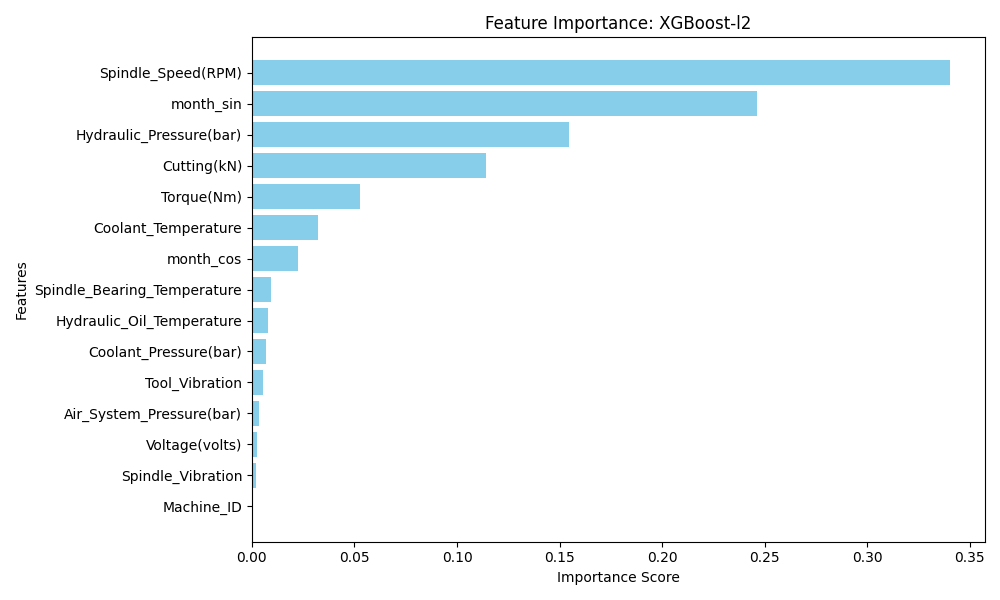 Feature Importance: XGBoost-l2
Spindle_Speed(RPM)
month_sin
Hydraulic_Pressure(bar)
Cutting(kN)
Torque(Nm)
Coolant_Temperature
month_cos
Spindle_Bearing_Temperature
Hydraulic_Oil_Temperature
Coolant_Pressure(bar)
Tool_Vibration
Air_System_Pressure(bar)
Voltage(volts)
Spindle_Vibration
Machine_ID
Features
0.00 0.05 0.10 0.15 0.20 0.25 0.30 0.35
Importance Score